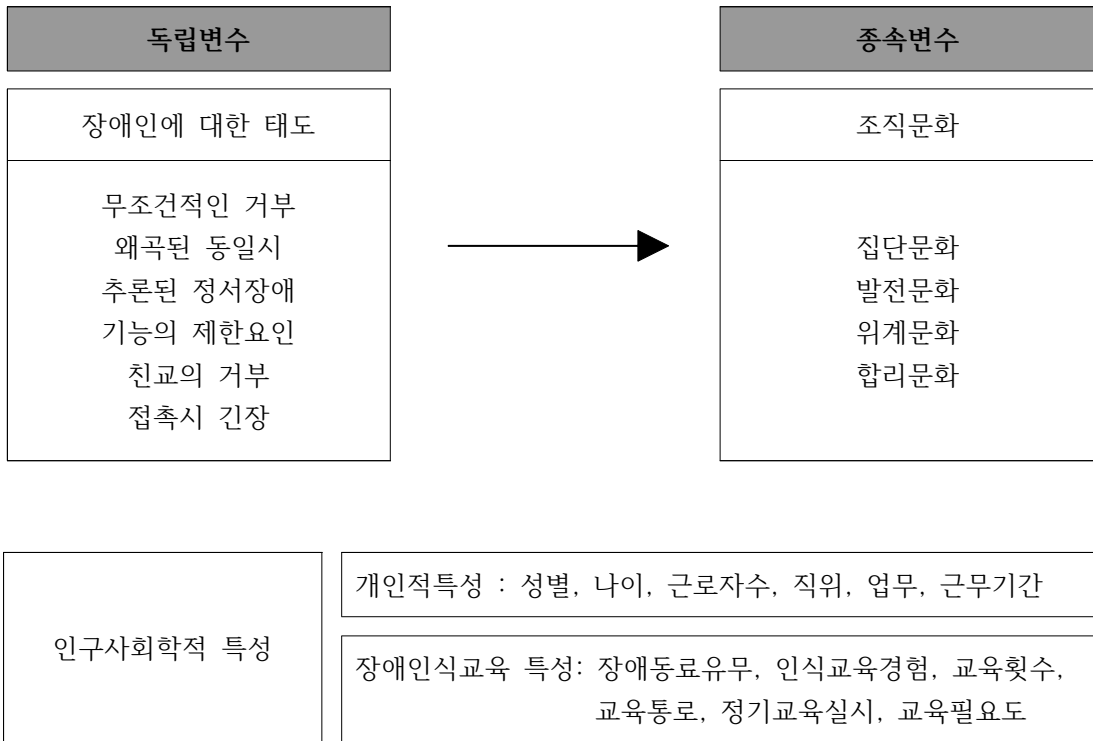 독립변수
종속변수
장애인에 대한 태도
조직문화
무조건적인 거부
왜곡된 동일시
추론된 정서장애
기능의 제한요인
친교의 거부
접촉시 긴장
집단문화
발전문화
위계문화
합리문화
인구사회학적 특성
개인적특성 : 성별, 나이, 근로자수, 직위, 업무, 근무기간
장애인식교육 특성: 장애동료유무, 인식교육경험, 교육횟수,
교육통로, 정기교육실시, 교육필요도